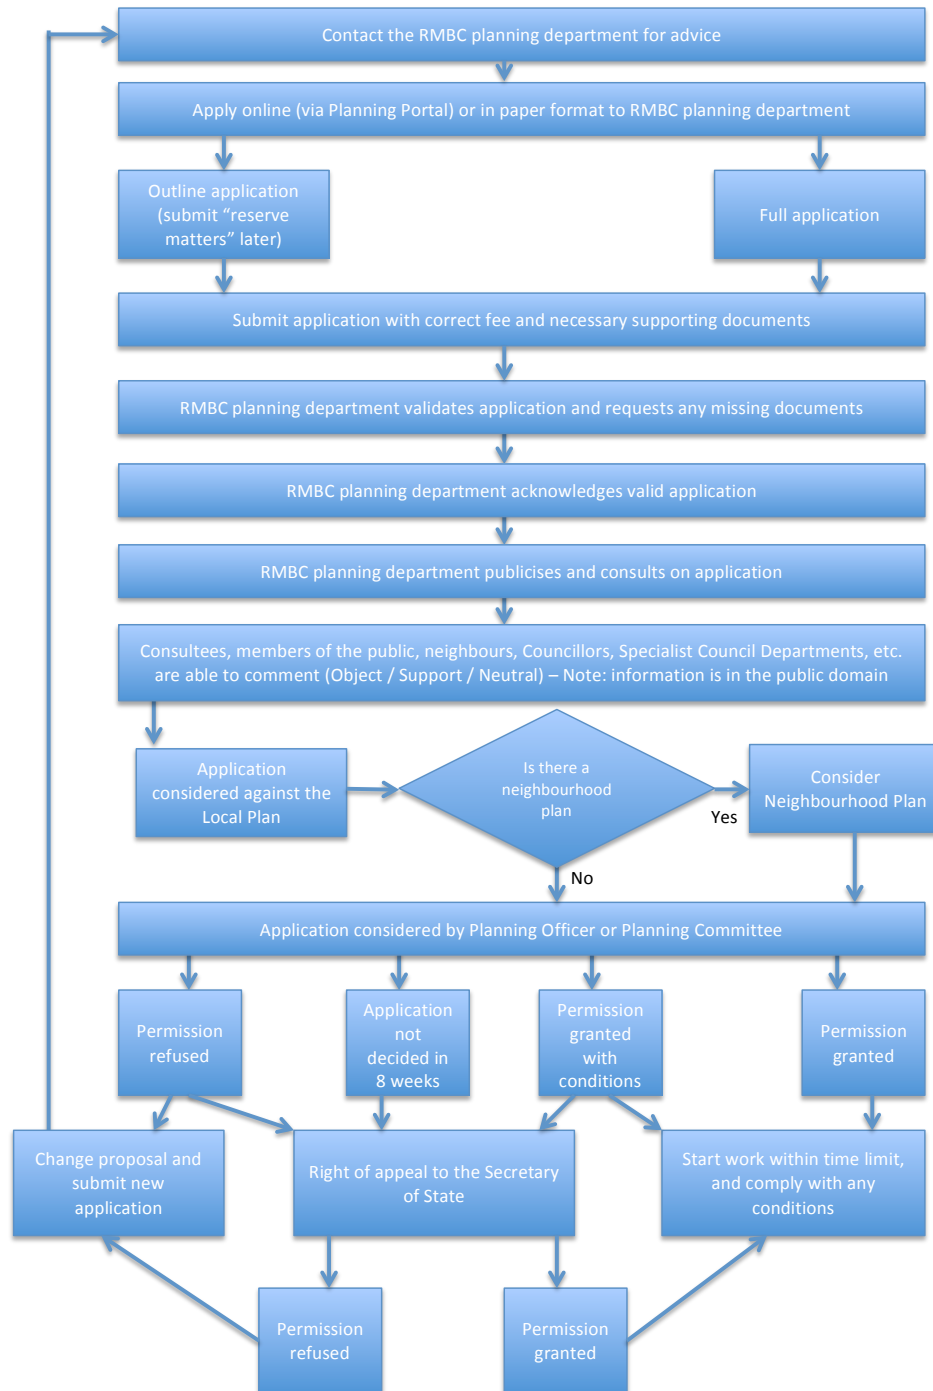 Contact the RMBC planning department for advice
Apply online (via Planning Portal) or in paper format to RMBC planning department
Outline application
(submit “reserve
matters” later)
Full application
Submit application with correct fee and necessary supporting documents
RMBC planning department validates application and requests any missing documents
RMBC planning department acknowledges valid application
RMBC planning department publicises and consults on application
Consultees, members of the public, neighbours, Councillors, Specialist Council Departments, etc.
are able to comment (Object / Support / Neutral) – Note: information is in the public domain
Application
considered against the
Local Plan
Is there a
neighbourhood
plan
Yes
Consider
Neighbourhood Plan
No
Application considered by Planning Officer or Planning Committee
Permission
refused
Application
not
decided in
8 weeks
Permission
granted
with
conditions
Permission
granted
Change proposal and
submit new
application
Right of appeal to the Secretary
of State
Start work within time limit,
and comply with any
conditions
Permission
refused
Permission
granted